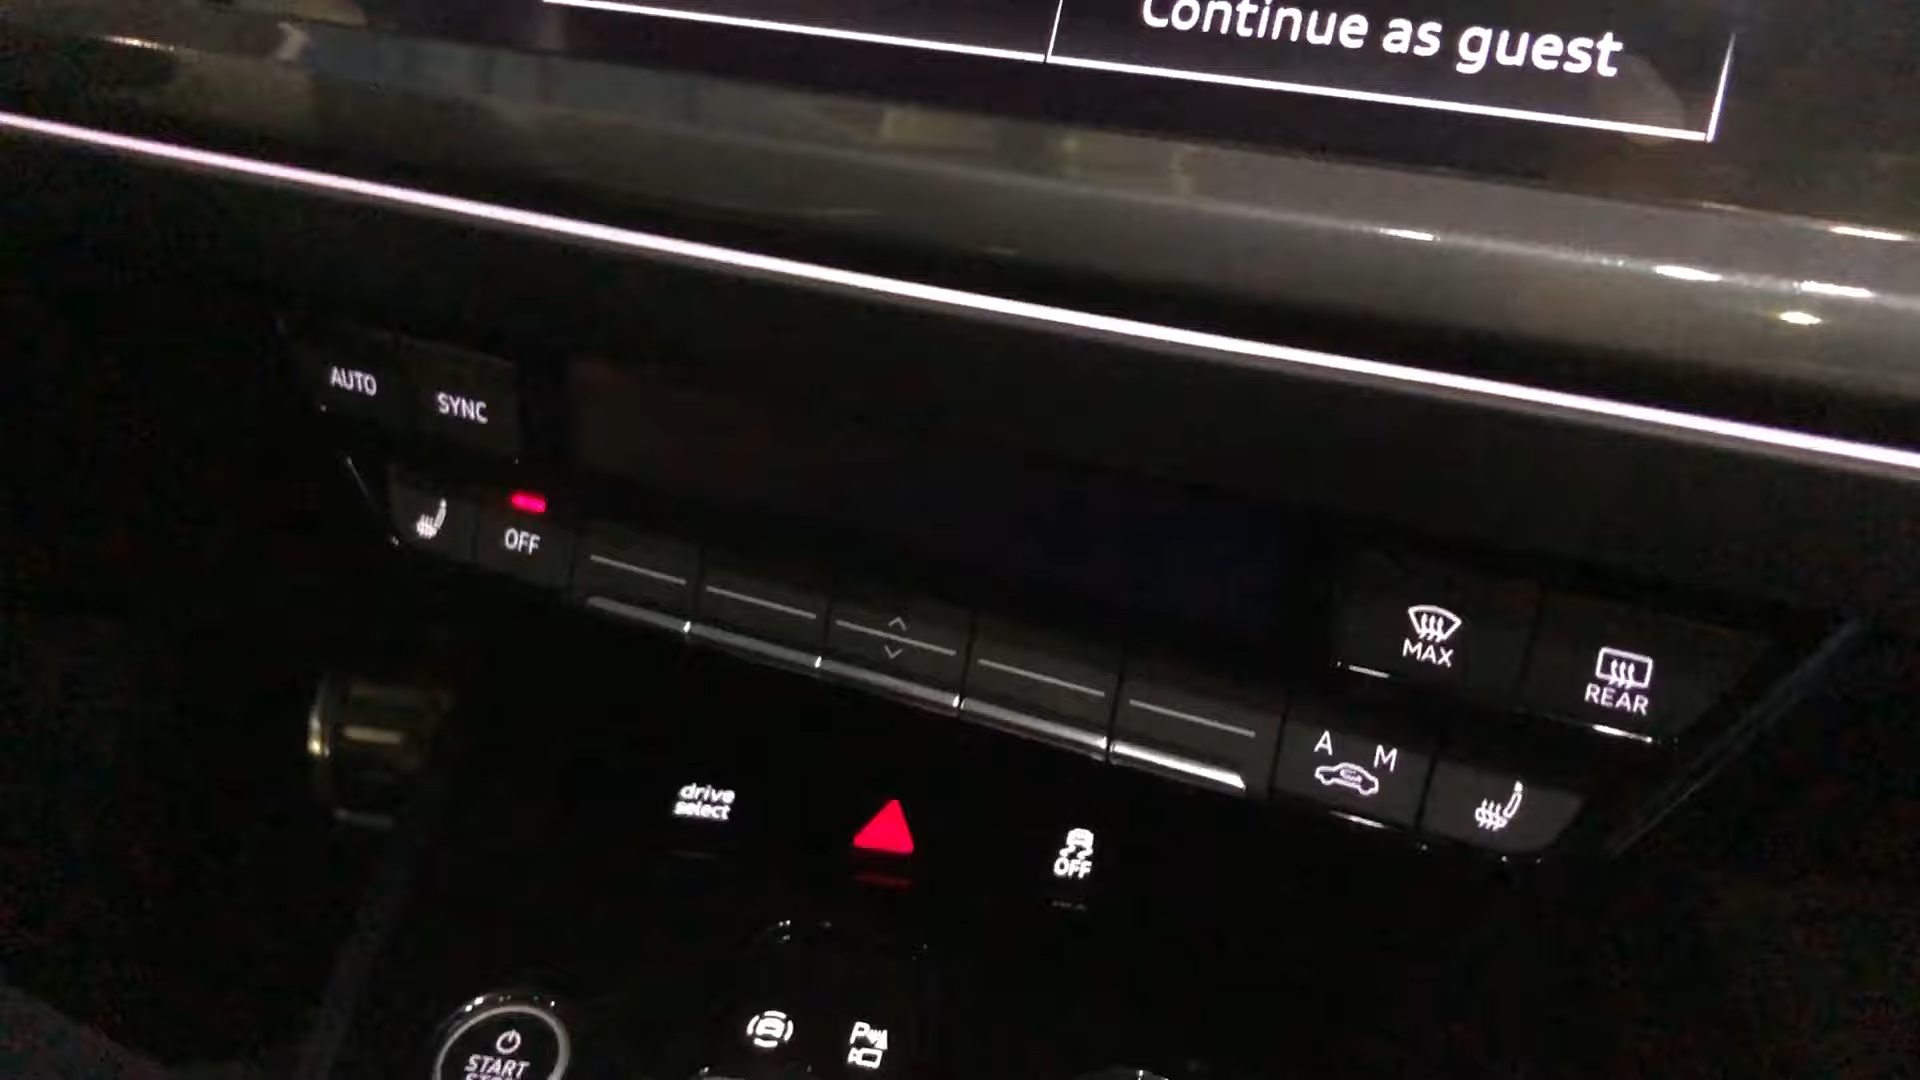 Continue as guest
AUTO
SYNC
OFF
MAX
REAR
A M
drive
select
OFF
P
START